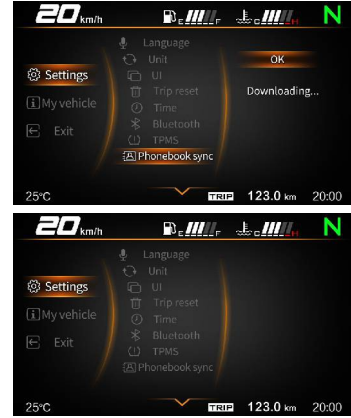 20 km/h E F C H N
Language
Unit OK
Settings UI Downloading...
Trip reset
i My vehicle Time
Bluetooth
Exit TPMS
Phonebook sync
25°C TRIP 123.0 km 20:00
20 km/h E F C H N
Language
Unit
Settings UI
Trip reset
i My vehicle Time
Bluetooth
Exit TPMS
Phonebook sync
25°C TRIP 123.0 km 20:00